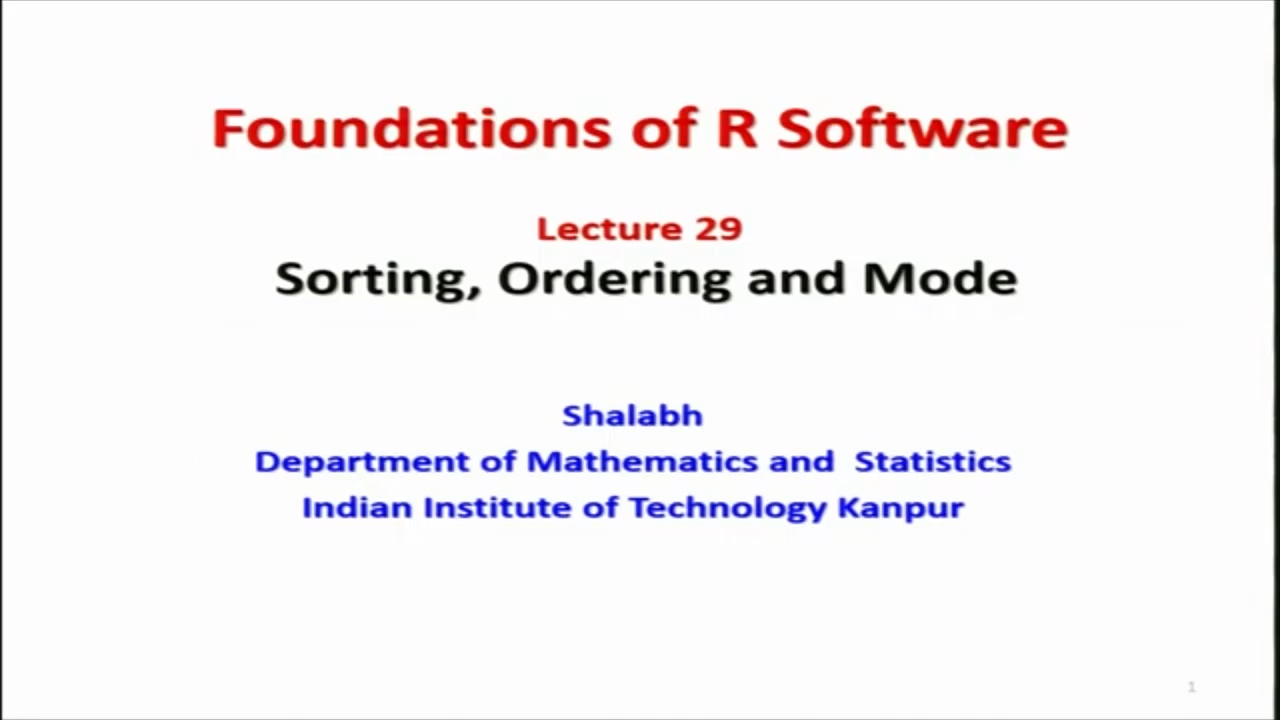 Foundations of R Software
Lecture 29
Sorting, Ordering and Mode
Shalabh
Department of Mathematics and Statistics
Indian Institute of Technology Kanpur
1